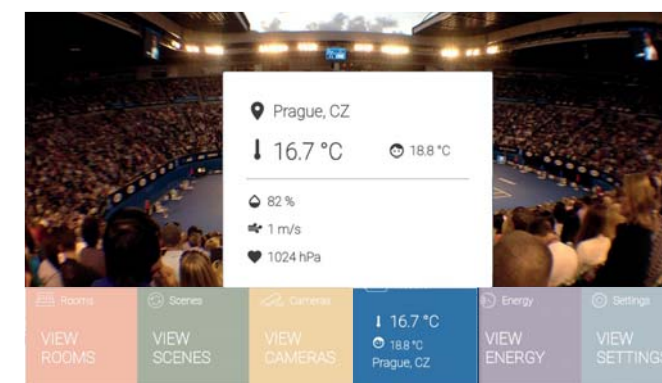 Prague, CZ
16.7 °C
18.8 °C
82 %
1 m/s
1024 hPa
Rooms
VIEW
ROOMS
Scenes
VIEW
SCENES
Cameras
VIEW
CAMERAS
16.7 °C
18.8 °C
Prague, CZ
Energy
VIEW
ENERGY
Settings
VIEW
SETTINGS